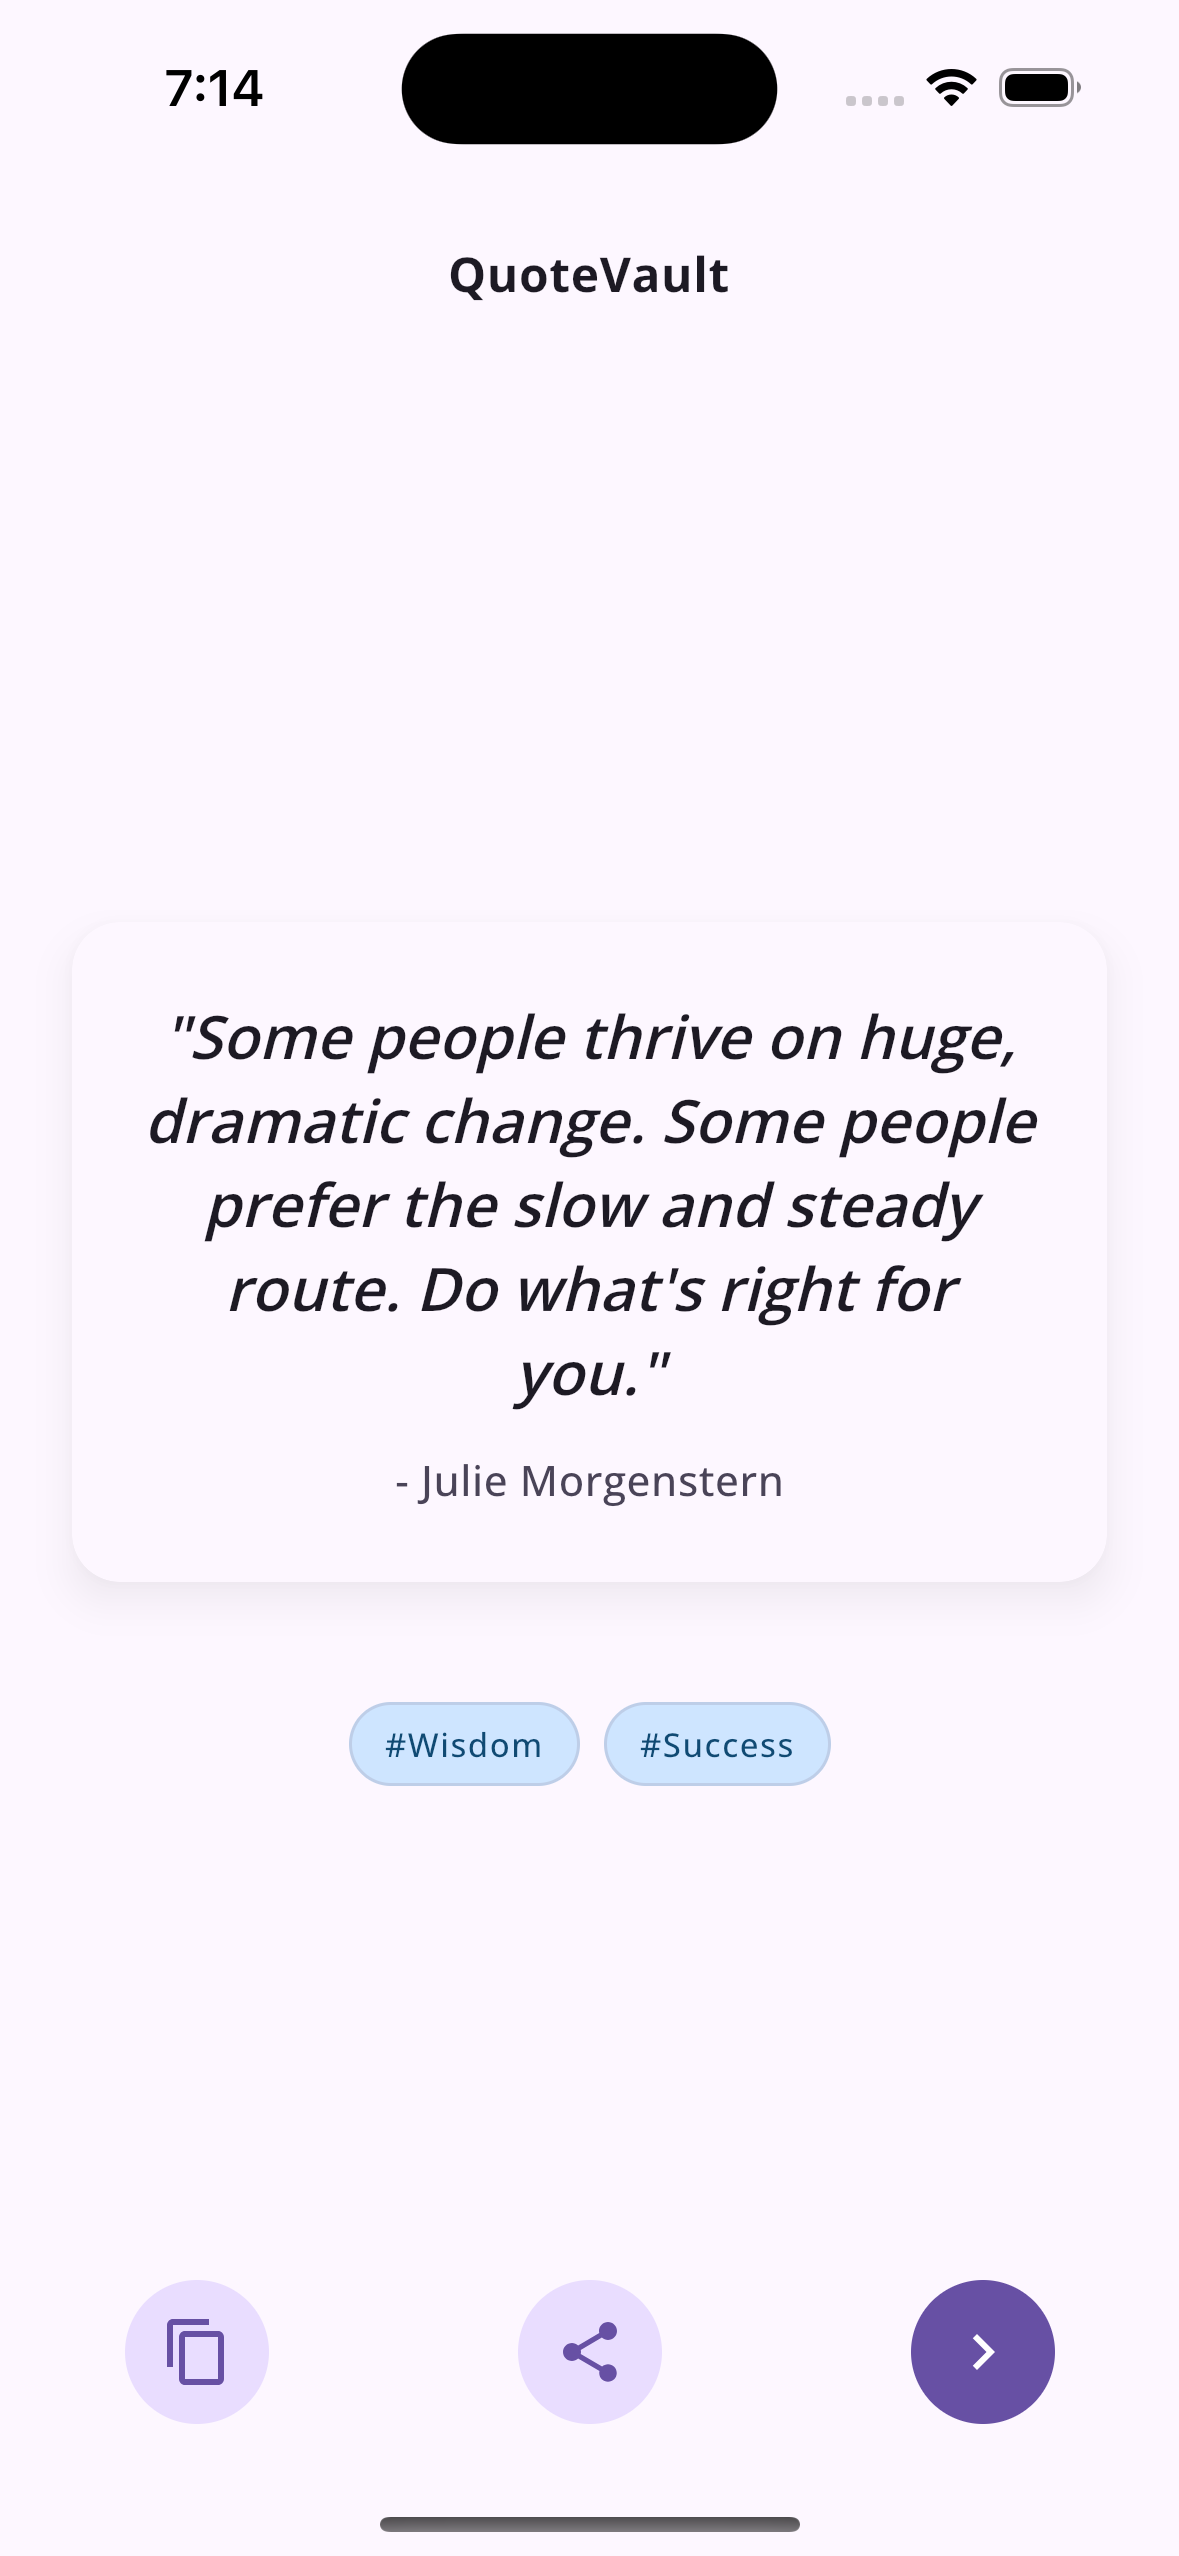 7:14
QuoteVault
"Some people thrive on huge,
dramatic change. Some people
prefer the slow and steady
route. Do what's right for
you."
- Julie Morgenstern
#Wisdom #Success